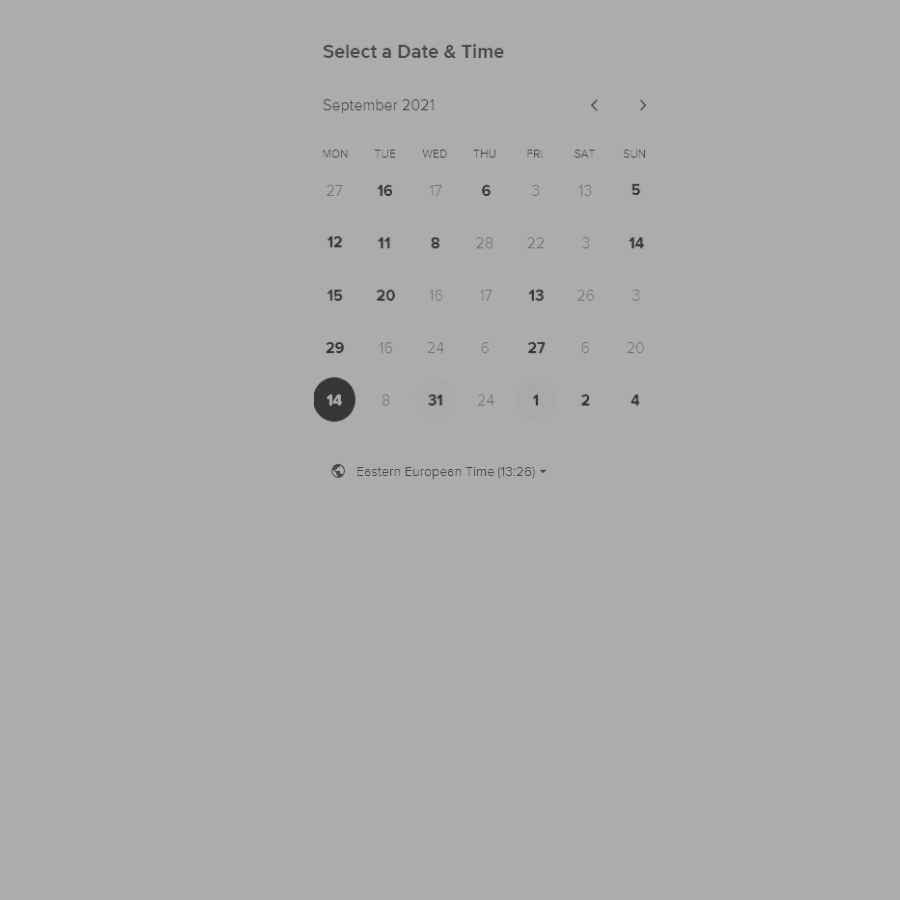 Select a Date & Time
September 2021
MON TUE WED THU FRI SAT SUN
27 16 17 6 3 13 5
12 11 8 28 22 3 14
15 20 16 17 13 26 3
29 16 24 6 27 6 20
14 8 31 24 1 2 4
Eastern European Time (13:26)